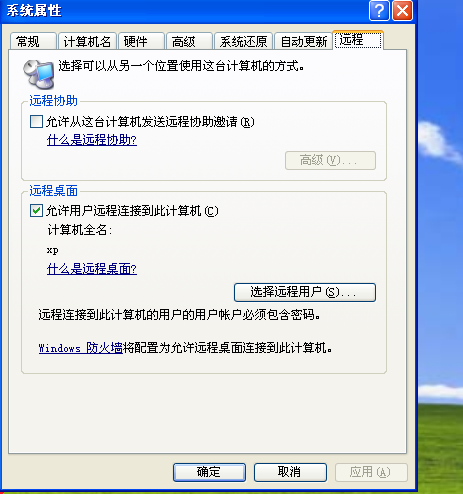 系统属性
常规 计算机名 硬件 高级 系统还原 自动更新 远程
选择可以从另一个位置使用这台计算机的方式。
远程协助
允许从这台计算机发送远程协助邀请(R)
什么是远程协助?
高级(V)...
远程桌面
允许用户远程连接到此计算机(C)
计算机全名:
xp
什么是远程桌面?
选择远程用户(S)...
远程连接到此计算机的用户的用户帐户必须包含密码。
Windows 防火墙将配置为允许远程桌面连接到此计算机。
确定 取消 应用(A)